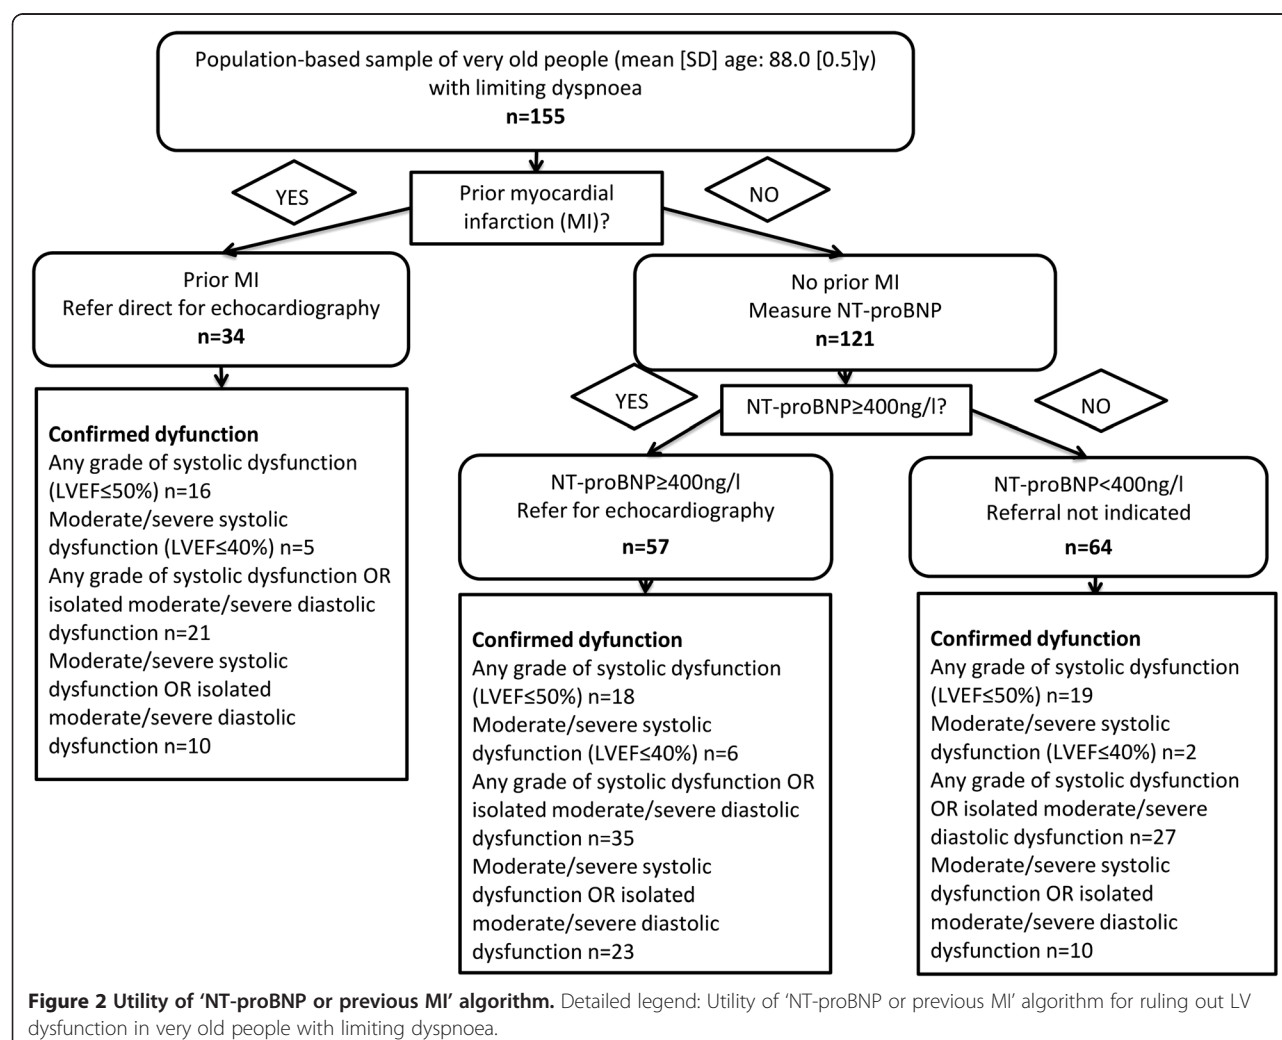 Population-based sample of very old people (mean [SD] age: 88.0 [0.5]y)
with limiting dyspnoea
n=155
YES
Prior myocardial
infarction (MI)?
NO
Prior MI
Refer direct for echocardiography
n=34
No prior MI
Measure NT-proBNP
n=121
Confirmed dyfunction
Any grade of systolic dysfunction
(LVEF≤50%) n=16
Moderate/severe systolic
dysfunction (LVEF≤40%) n=5
Any grade of systolic dysfunction OR
isolated moderate/severe diastolic
dysfunction n=21
Moderate/severe systolic
dysfunction OR isolated
moderate/severe diastolic
dysfunction n=10
YES
NT-proBNP≥400ng/l?
NO
NT-proBNP≥400ng/l
Refer for echocardiography
n=57
NT-proBNP<400ng/l
Referral not indicated
n=64
Confirmed dyfunction
Any grade of systolic dysfunction
(LVEF≤50%) n=18
Moderate/severe systolic
dysfunction (LVEF≤40%) n=6
Any grade of systolic dysfunction OR
isolated moderate/severe diastolic
dysfunction n=35
Moderate/severe systolic
dysfunction OR isolated
moderate/severe diastolic
dysfunction n=23
Confirmed dyfunction
Any grade of systolic dysfunction
(LVEF≤50%) n=19
Moderate/severe systolic
dysfunction (LVEF≤40%) n=2
Any grade of systolic dysfunction
OR isolated moderate/severe
diastolic dysfunction n=27
Moderate/severe systolic
dysfunction OR isolated
moderate/severe diastolic
dysfunction n=10
Figure 2 Utility of ‘NT-proBNP or previous MI’ algorithm. Detailed legend: Utility of ‘NT-proBNP or previous MI’ algorithm for ruling out LV
dysfunction in very old people with limiting dyspnoea.